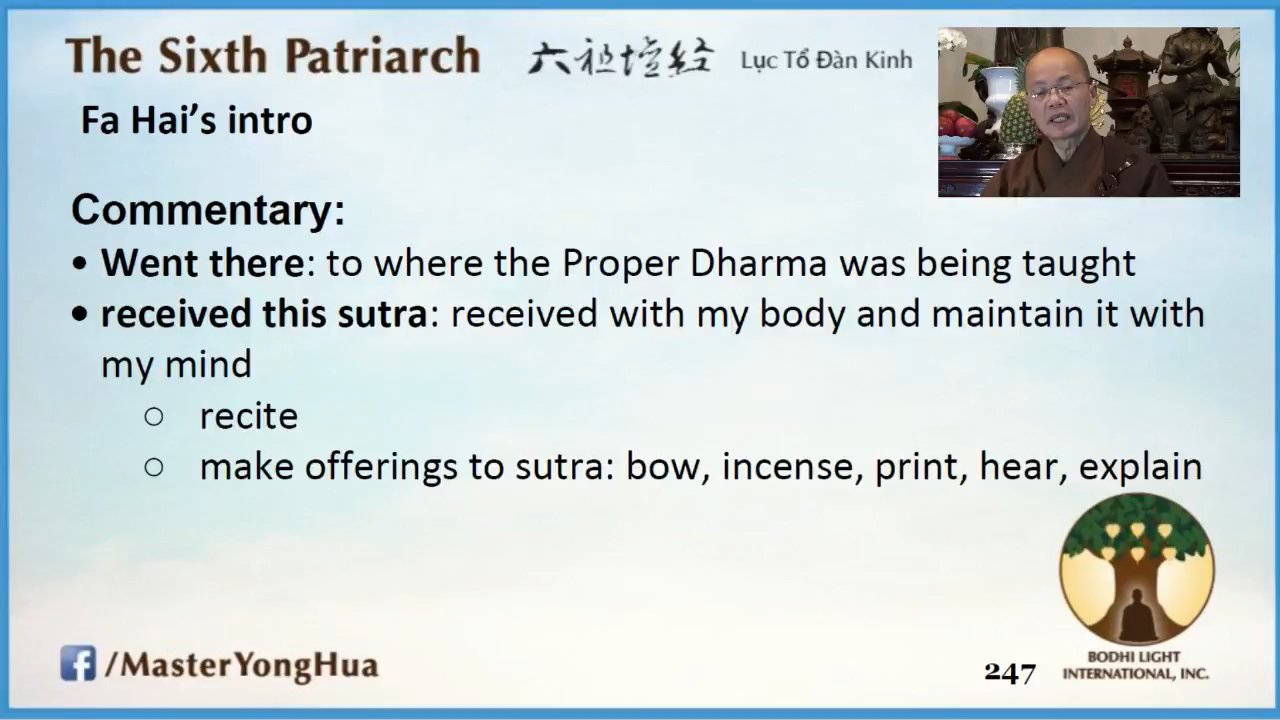 The Sixth Patriarch 六祖壇經 Lục Tổ Đàn Kinh
Fa Hai’s intro
Commentary:
• Went there: to where the Proper Dharma was being taught
• received this sutra: received with my body and maintain it with
my mind
○ recite
○ make offerings to sutra: bow, incense, print, hear, explain
f /MasterYongHua
247
BODHI LIGHT
INTERNATIONAL, INC.